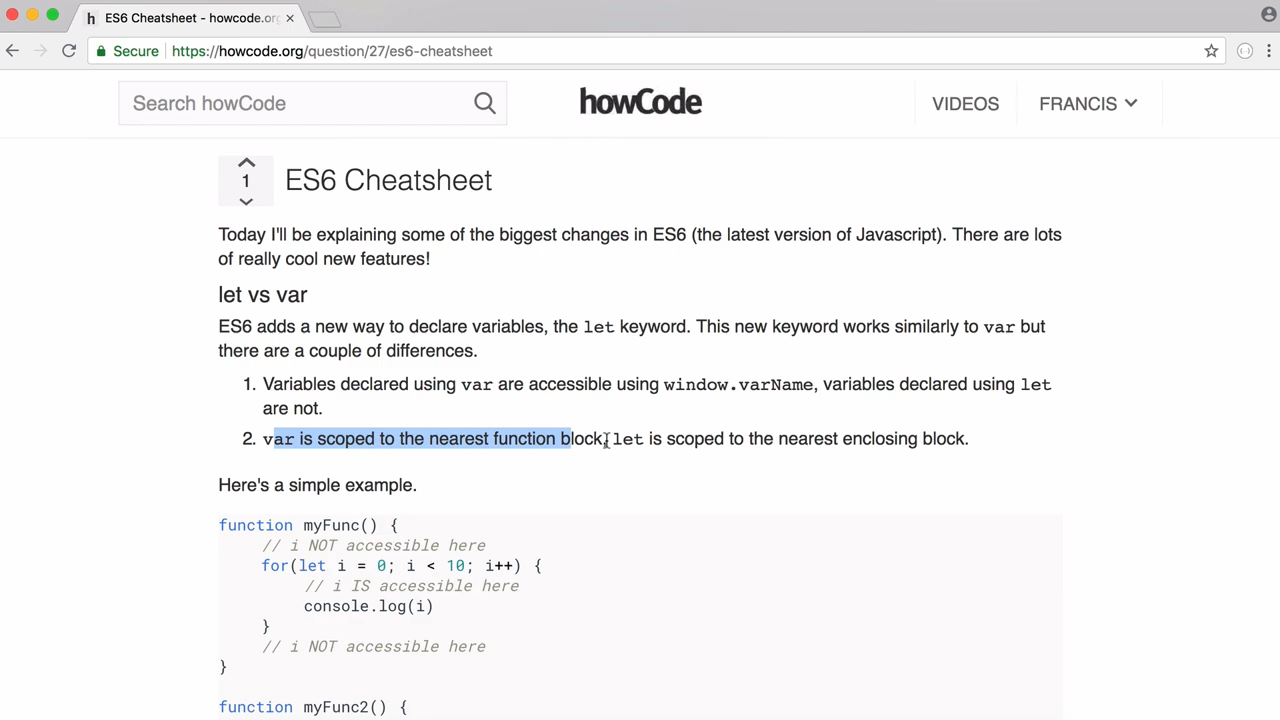 h ES6 Cheatsheet - howcode.org
Secure https://howcode.org/question/27/es6-cheatsheet
Search howCode
howCode
VIDEOS
FRANCIS
1
ES6 Cheatsheet
Today I'll be explaining some of the biggest changes in ES6 (the latest version of Javascript). There are lots
of really cool new features!
let vs var
ES6 adds a new way to declare variables, the let keyword. This new keyword works similarly to var but
there are a couple of differences.
1. Variables declared using var are accessible using window.varName, variables declared using let
are not.
2. var is scoped to the nearest function block, let is scoped to the nearest enclosing block.
Here's a simple example.
function myFunc() {
// i NOT accessible here
for(let i = 0; i < 10; i++) {
// i IS accessible here
console.log(i)
}
// i NOT accessible here
}
function myFunc2() {